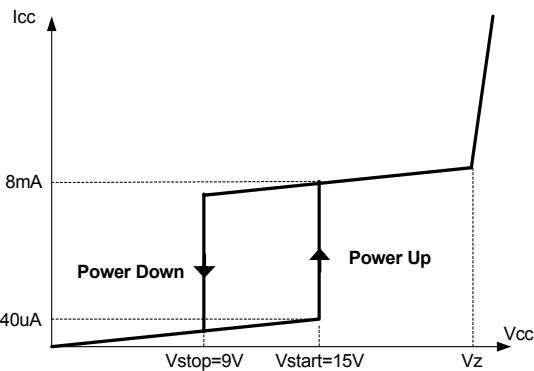 Icc
8mA
Power Down
Power Up
40uA
Vcc
Vstop=9V
Vstart=15V
Vz